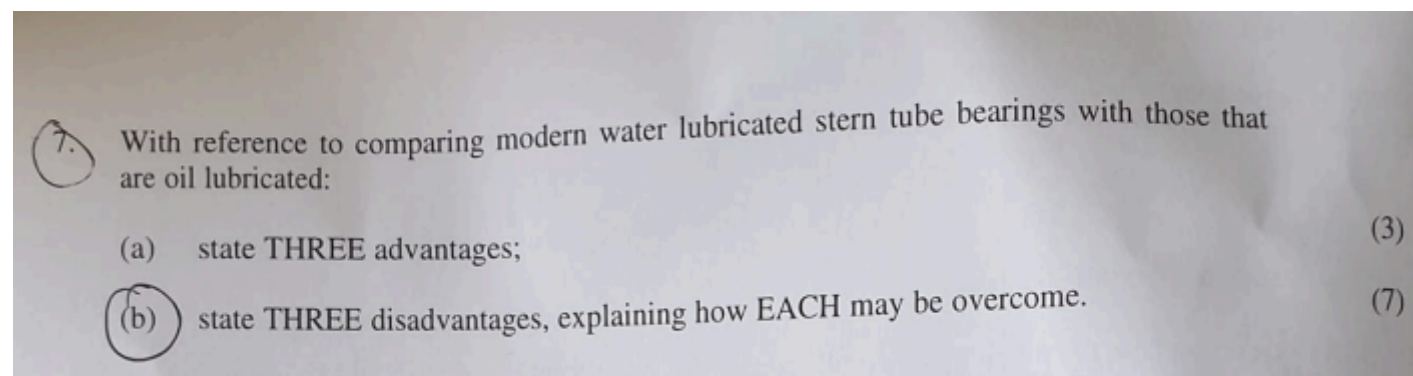 7. With reference to comparing modern water lubricated stern tube bearings with those that
are oil lubricated:
(a) state THREE advantages; (3)
(b) state THREE disadvantages, explaining how EACH may be overcome. (7)